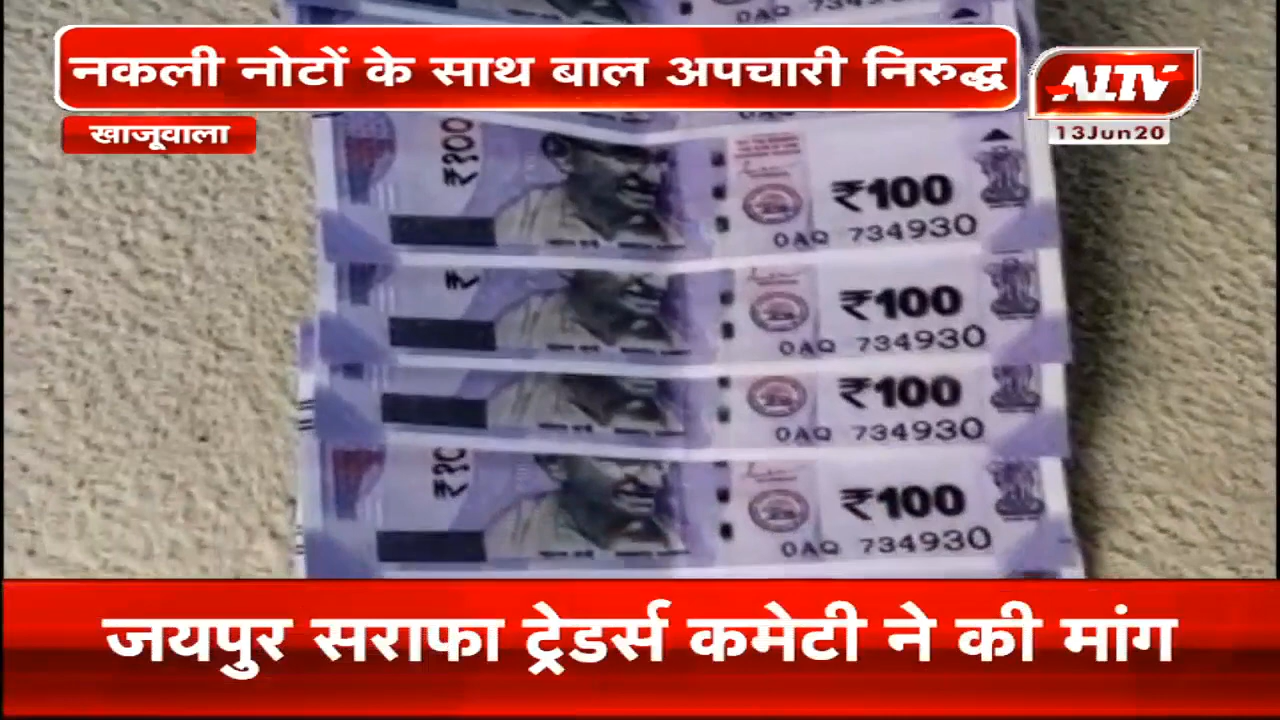 नकली नोटों के साथ बाल अपचारी निरुद्ध
ALTV
खाजूवाला
13Jun20
₹१००
₹100
0AQ 734930
₹100
0AQ 734930
₹100
0AQ 734930
₹100
0AQ 734930
जयपुर सराफा ट्रेडर्स कमेटी ने की मांग